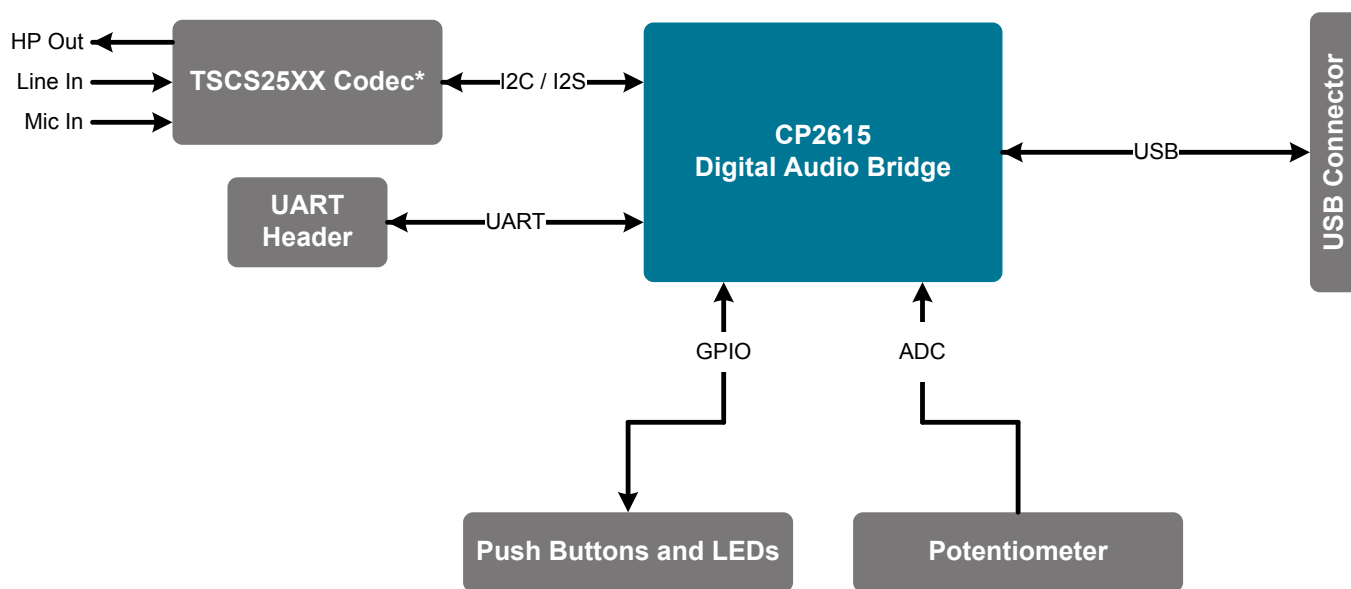 HP Out
Line In
Mic In
TSCS25XX Codec*
I2C / I2S
CP2615
Digital Audio Bridge
USB
USB Connector
UART
Header
UART
GPIO
ADC
Push Buttons and LEDs
Potentiometer